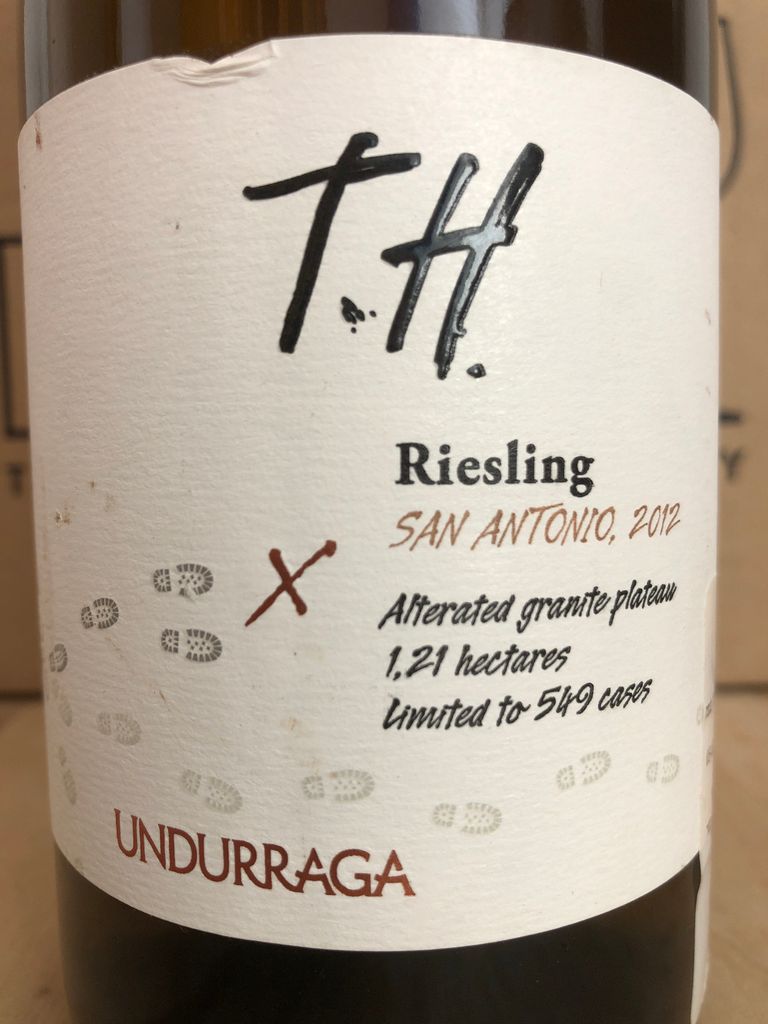 T.H.
Riesling
SAN ANTONIO, 2012
Alterated granite plateau
1,21 hectares
Limited to 549 cases
UNDURRAGA